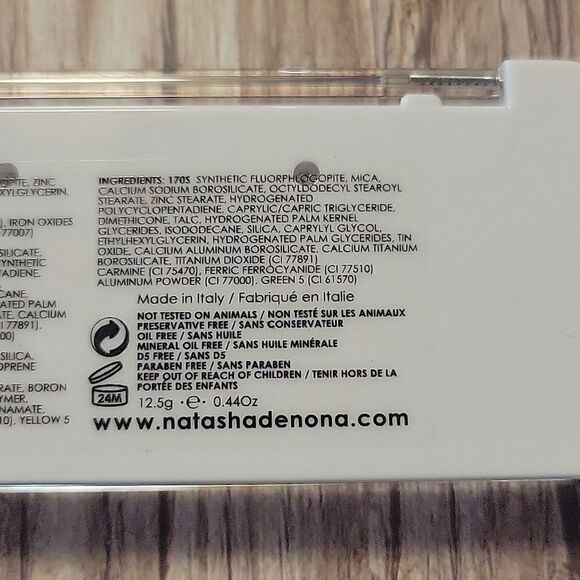 OPITE, ZINC
XYLGLYCERIN,
), IRON OXIDES
77007)
SILICATE,
SYNTHETIC
TADIENE,
CANE,
ATED PALM
TE, CALCIUM
CI 77891),
00)
SILICA,
OPRENE
RATE, BORON
YMER,
NAMATE,
10), YELLOW 5
INGREDIENTS: 170S SYNTHETIC FLUORPHLOGOPITE, MICA,
CALCIUM SODIUM BOROSILICATE, OCTYLDODECYL STEAROYL
STEARATE, ZINC STEARATE, HYDROGENATED
POLYCYCLOPENTADIENE, CAPRYLIC/CAPRIC TRIGLYCERIDE,
DIMETHICONE, TALC, HYDROGENATED PALM KERNEL
GLYCERIDES, ISODODECANE, SILICA, CAPRYLYL GLYCOL,
ETHYLHEXYLGLYCERIN, HYDROGENATED PALM GLYCERIDES, TIN
OXIDE, CALCIUM ALUMINUM BOROSILICATE, CALCIUM TITANIUM
BOROSILICATE, TITANIUM DIOXIDE (CI 77891)
CARMINE (CI 75470), FERRIC FERROCYANIDE (CI 77510)
ALUMINUM POWDER (CI 77000), GREEN 5 (CI 61570)
Made in Italy / Fabriqué en Italie
NOT TESTED ON ANIMALS / NON TESTÉ SUR LES ANIMAUX
PRESERVATIVE FREE / SANS CONSERVATEUR
OIL FREE / SANS HUILE
MINERAL OIL FREE / SANS HUILE MINÉRALE
D5 FREE / SANS D5
PARABEN FREE / SANS PARABEN
KEEP OUT OF REACH OF CHILDREN / TENIR HORS DE LA
PORTÉE DES ENFANTS
24M 12.5g · e · 0.44Oz
www.natashadenona.com